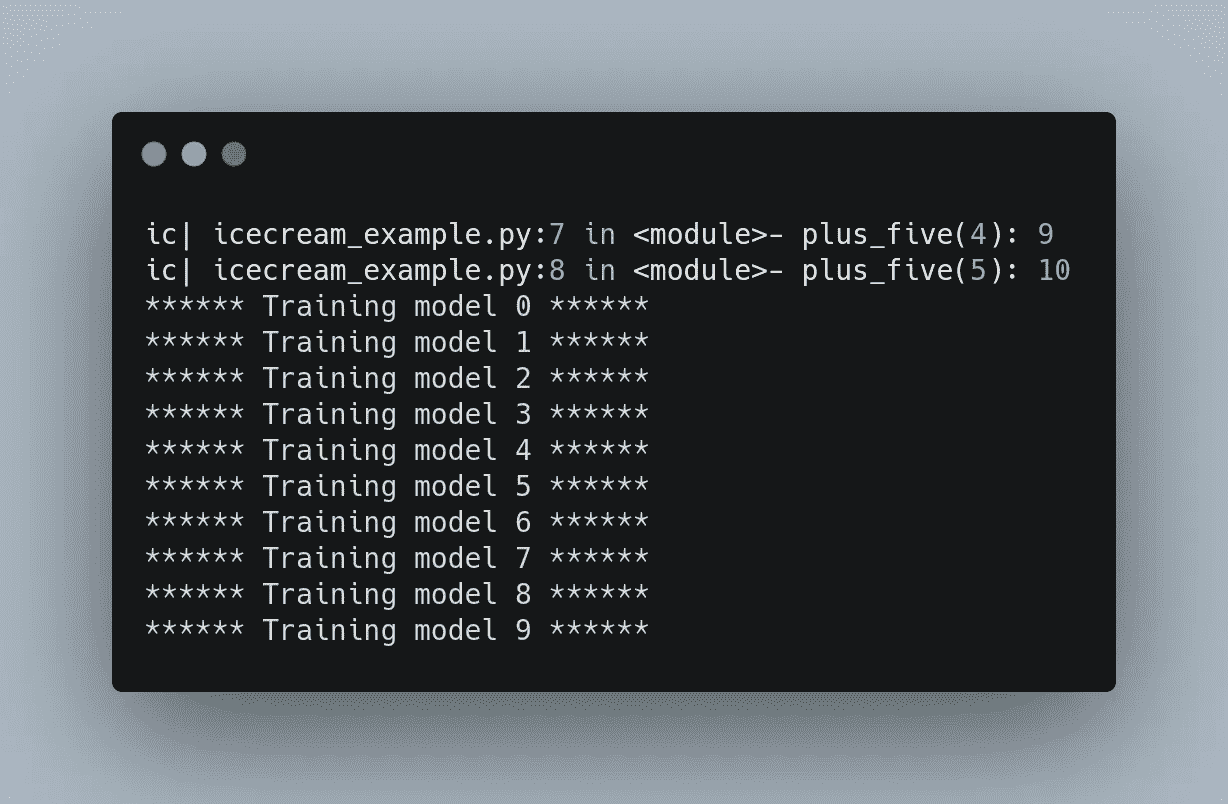 ic| icecream_example.py:7 in <module>- plus_five(4): 9
ic| icecream_example.py:8 in <module>- plus_five(5): 10
****** Training model 0 ******
****** Training model 1 ******
****** Training model 2 ******
****** Training model 3 ******
****** Training model 4 ******
****** Training model 5 ******
****** Training model 6 ******
****** Training model 7 ******
****** Training model 8 ******
****** Training model 9 ******